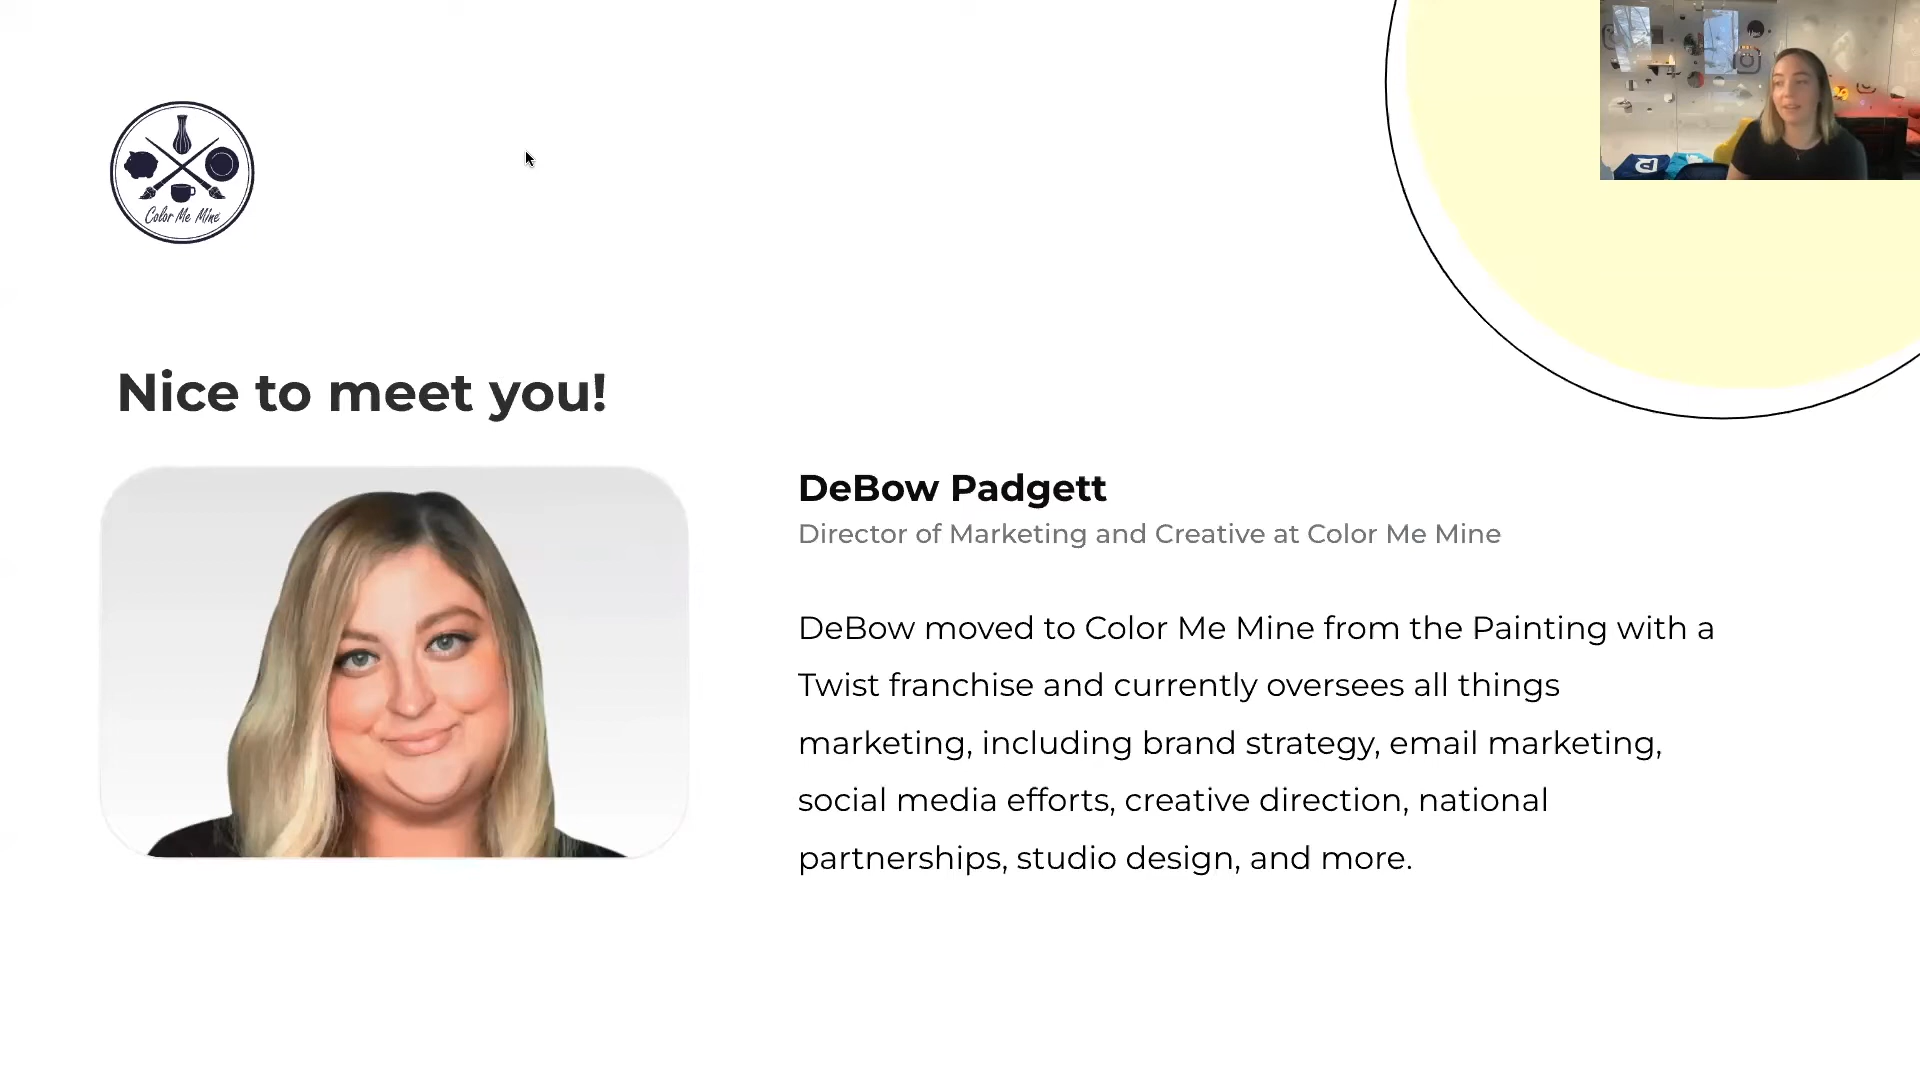 Color Me Mine
Nice to meet you!
DeBow Padgett
Director of Marketing and Creative at Color Me Mine
DeBow moved to Color Me Mine from the Painting with a
Twist franchise and currently oversees all things
marketing, including brand strategy, email marketing,
social media efforts, creative direction, national
partnerships, studio design, and more.